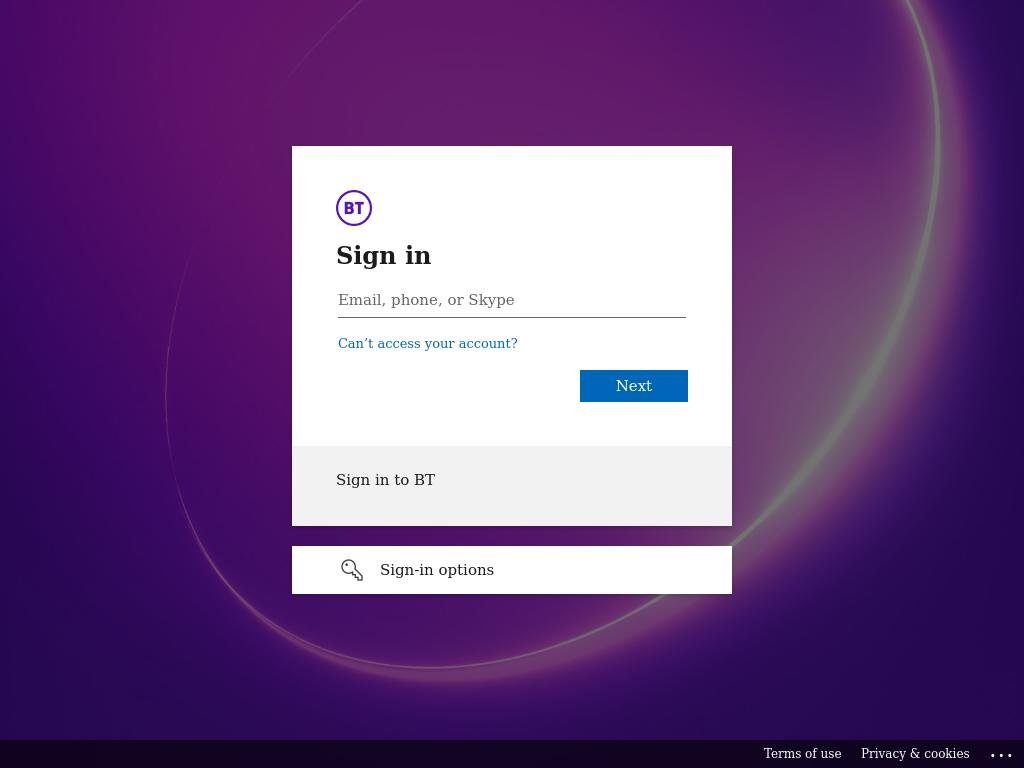 BT
Sign in
Email, phone, or Skype
Can’t access your account?
Next
Sign in to BT
Sign-in options
Terms of use Privacy & cookies ...